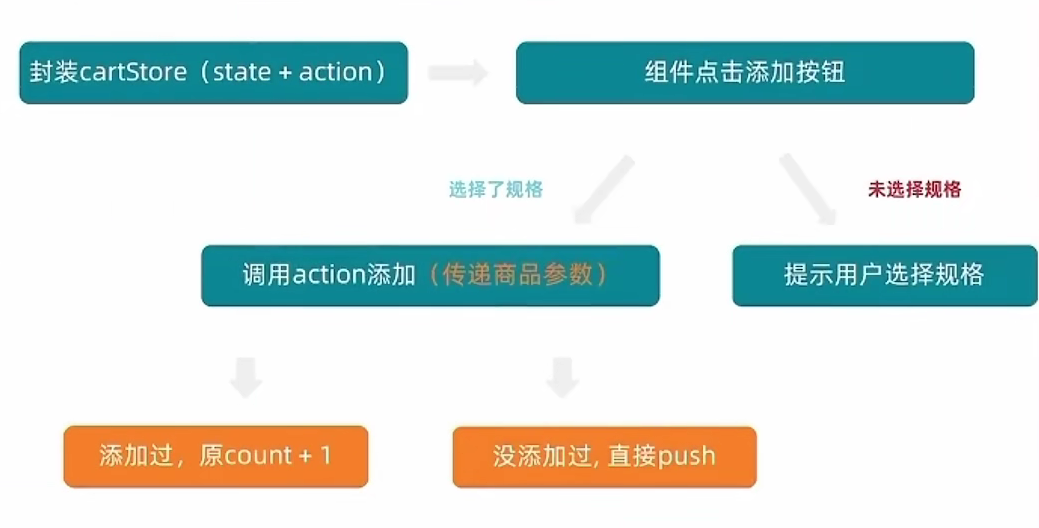 封装cartStore（state + action）
组件点击添加按钮
选择了规格
未选择规格
调用action添加（传递商品参数）
提示用户选择规格
添加过，原count + 1
没添加过, 直接push